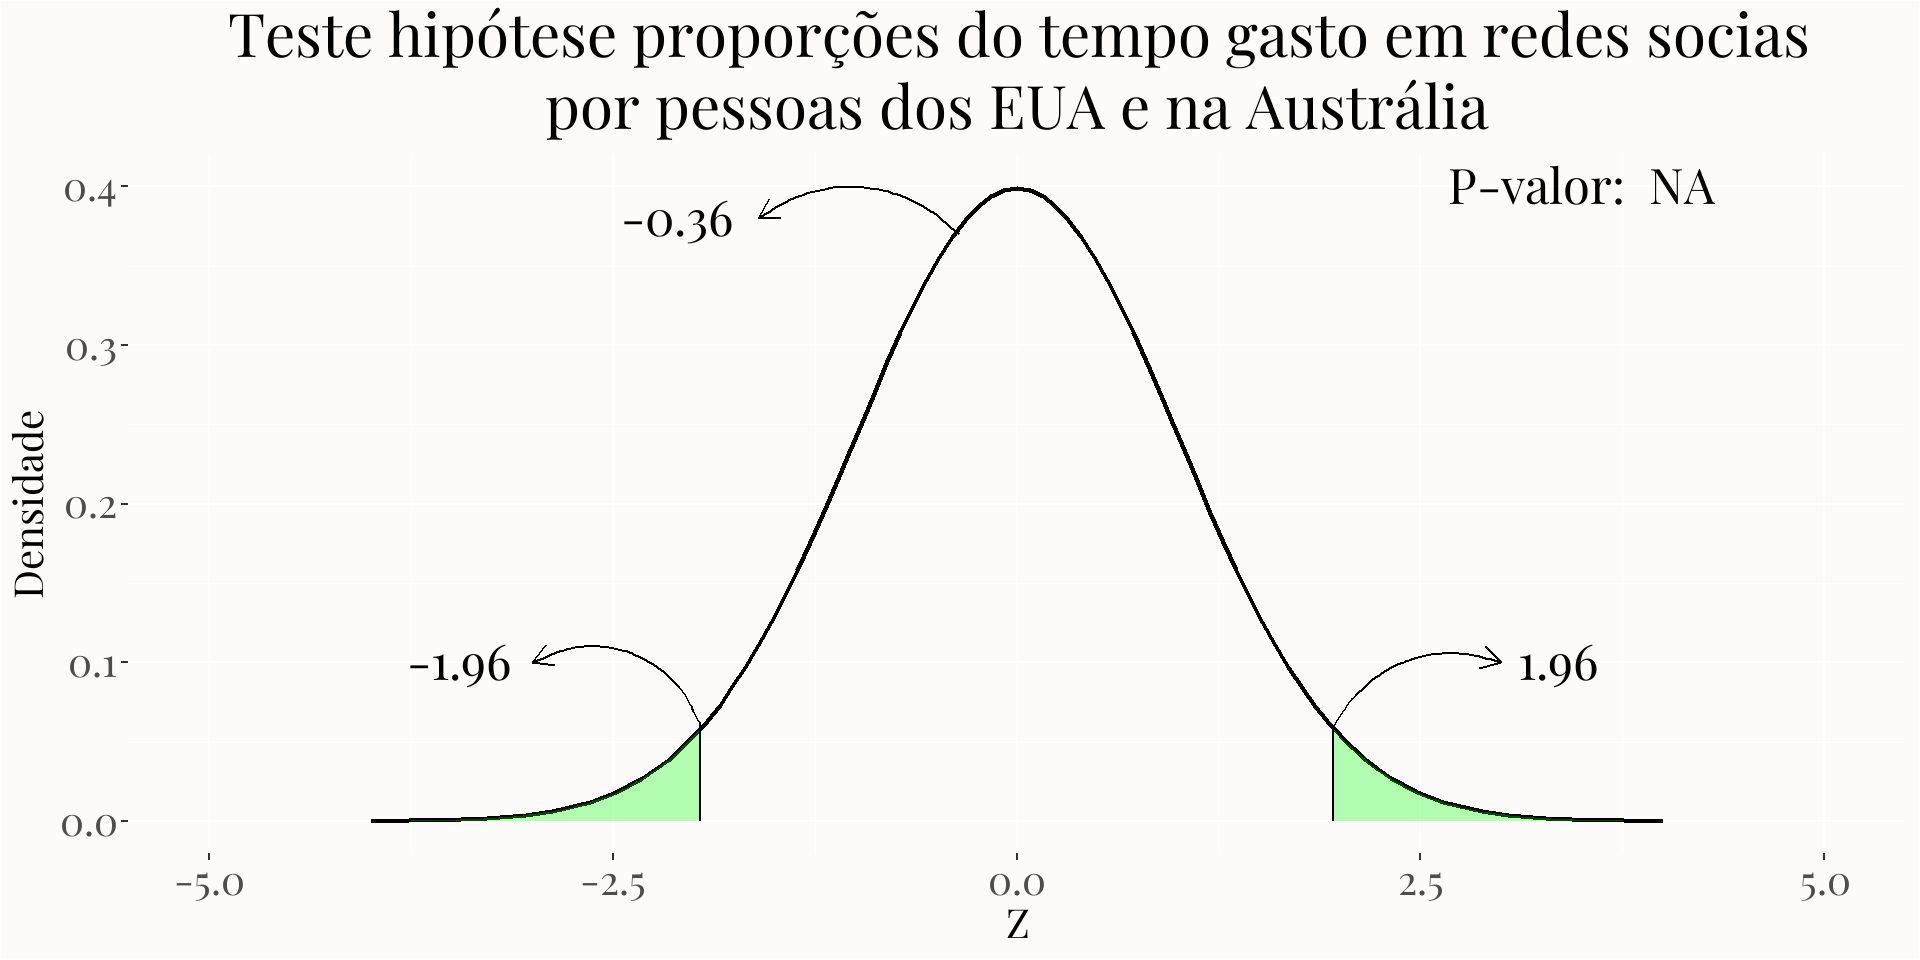 Teste hipótese proporções do tempo gasto em redes socias
por pessoas dos EUA e na Austrália
P-valor: NA
0.4
-0.36
0.3
0.2
Densidade
0.1
-1.96
1.96
0.0
-5.0 -2.5 0.0 2.5 5.0
Z